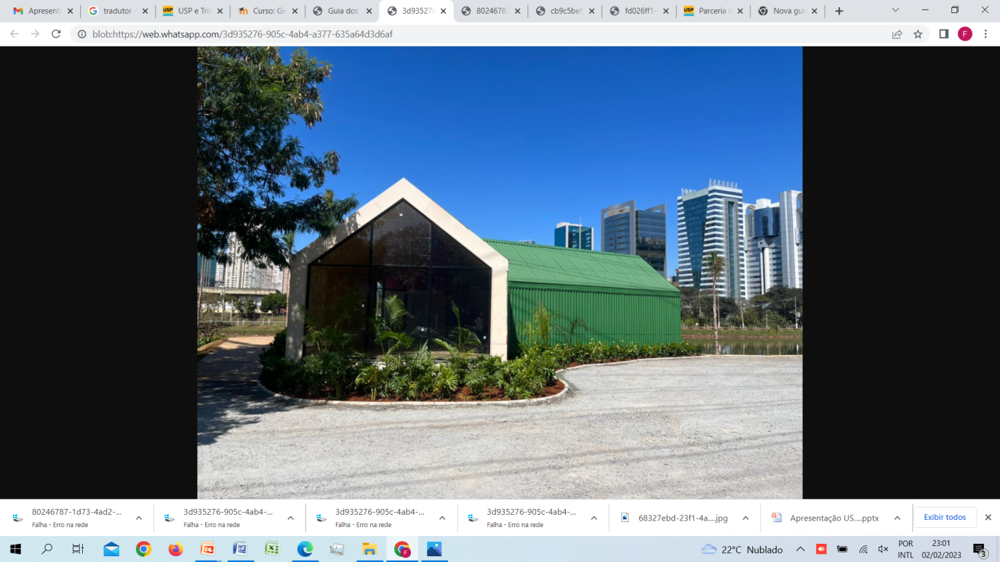 Apresenta
tradutor -
USP e Trib
Curso: Ge
Guia dos
3d93527
8024678
cb9c5be
fd026ff1-
Parceria c
Nova gui
blob:https://web.whatsapp.com/3d935276-905c-4ab4-a377-635a64d3d6af
F
80246787-1d73-4ad2-...
Falha - Erro na rede
3d935276-905c-4ab4-...
Falha - Erro na rede
3d935276-905c-4ab4-...
Falha - Erro na rede
3d935276-905c-4ab4-...
Falha - Erro na rede
68327ebd-23f1-4a....jpg
Apresentação US....pptx
Exibir todos
22°C Nublado
POR
INTL
23:01
02/02/2023
3